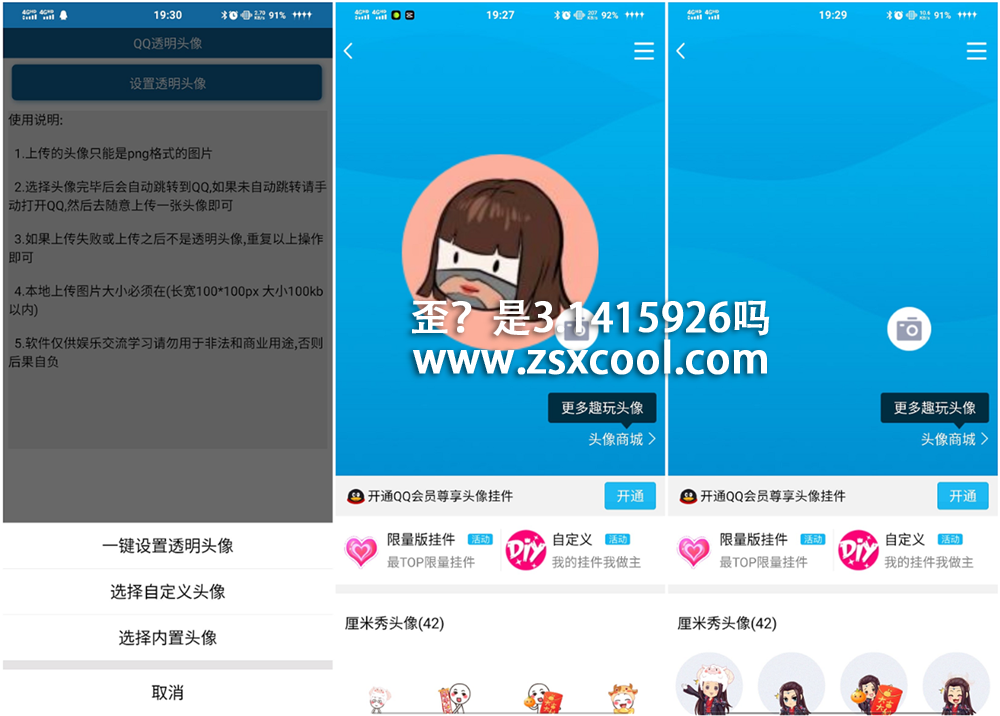 19:30
91%
QQ透明头像
设置透明头像
使用说明:
1.上传的头像只能是png格式的图片
2.选择头像完毕后会自动跳转到QQ,如果未自动跳转请手
动打开QQ,然后去随意上传一张头像即可
3.如果上传失败或上传之后不是透明头像,重复以上操作
即可
4.本地上传图片大小必须在(长宽100*100px 大小100kb
以内)
5.软件仅供娱乐交流学习请勿用于非法和商业用途,否则
后果自负
一键设置透明头像
选择自定义头像
选择内置头像
取消
19:27
92%
歪？是3.1415926吗
www.zsxcool.com
更多趣玩头像
头像商城
开通QQ会员尊享头像挂件
开通
限量版挂件 活动
最TOP限量挂件
DIY
自定义 活动
我的挂件我做主
厘米秀头像(42)
19:29
91%
更多趣玩头像
头像商城
开通QQ会员尊享头像挂件
开通
限量版挂件 活动
最TOP限量挂件
DIY
自定义 活动
我的挂件我做主
厘米秀头像(42)